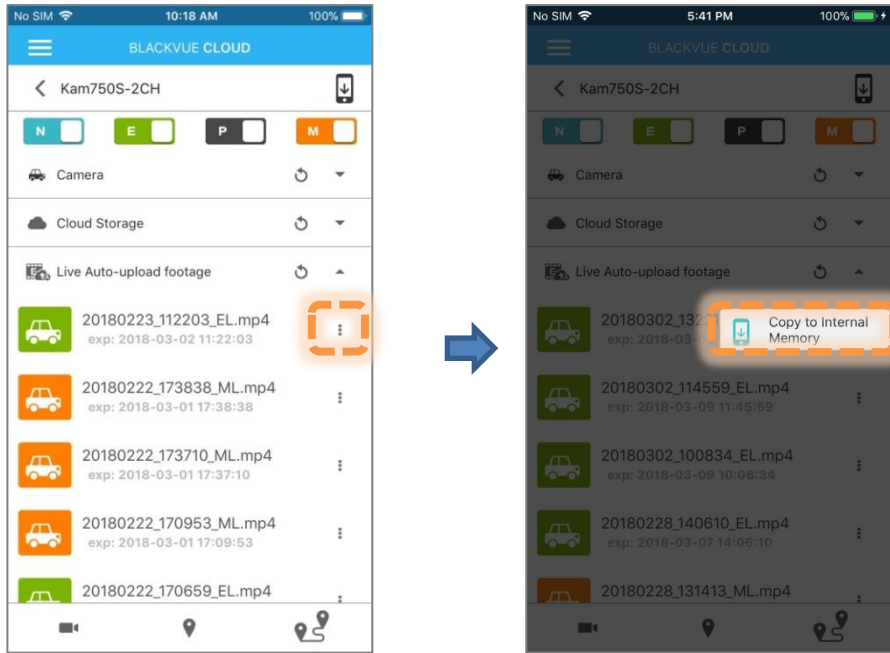 No SIM 10:18 AM 100%
BLACKVUE CLOUD
Kam750S-2CH
N E P M
Camera
Cloud Storage
Live Auto-upload footage
20180223_112203_EL.mp4
exp: 2018-03-02 11:22:03
20180222_173838_ML.mp4
exp: 2018-03-01 17:38:38
20180222_173710_ML.mp4
exp: 2018-03-01 17:37:10
20180222_170953_ML.mp4
exp: 2018-03-01 17:09:53
20180222_170659_EL.mp4
No SIM 5:41 PM 100%
BLACKVUE CLOUD
Kam750S-2CH
N E P M
Camera
Cloud Storage
Live Auto-upload footage
Copy to Internal
Memory
20180302_114559_EL.mp4
exp: 2018-03-09 11:45:59
20180302_100834_EL.mp4
exp: 2018-03-09 10:08:34
20180228_140610_EL.mp4
exp: 2018-03-07 14:06:10
20180228_131413_ML.mp4